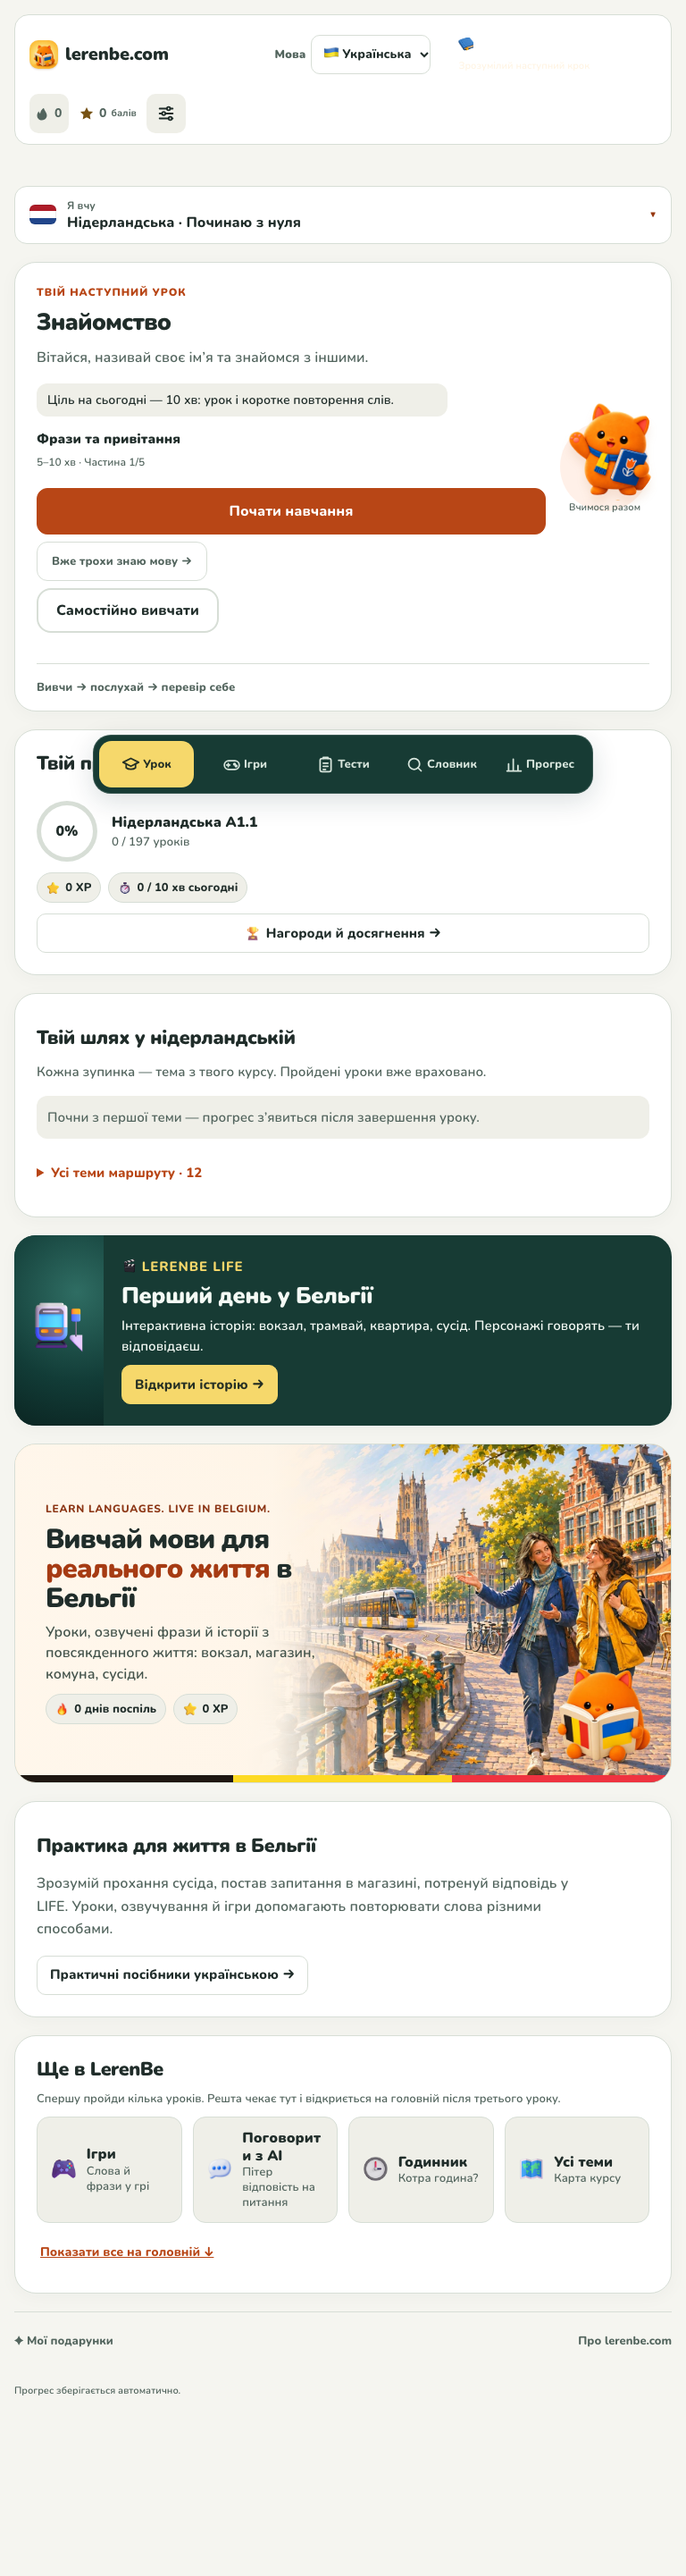 lerenbe.com
Мова
Українська
0
0 балів
Я вчу
Нідерландська · Починаю з нуля
ТВІЙ НАСТУПНИЙ УРОК
Знайомство
Вітайся, називай своє ім’я та знайомся з іншими.
Ціль на сьогодні — 10 хв: урок і коротке повторення слів.
Фрази та привітання
5–10 хв · Частина 1/5
Вчимося разом
Почати навчання
Вже трохи знаю мову →
Самостійно вивчати
Вивчи → послухай → перевір себе
Твій п
Урок
Ігри
Тести
Словник
Прогрес
0%
Нідерландська A1.1
0 / 197 уроків
0 XP
0 / 10 хв сьогодні
Нагороди й досягнення →
Твій шлях у нідерландській
Кожна зупинка — тема з твого курсу. Пройдені уроки вже враховано.
Почни з першої теми — прогрес з’явиться після завершення уроку.
Усі теми маршруту · 12
LERENBE LIFE
Перший день у Бельгії
Інтерактивна історія: вокзал, трамвай, квартира, сусід. Персонажі говорять — ти
відповідаєш.
Відкрити історію →
LEARN LANGUAGES. LIVE IN BELGIUM.
Вивчай мови для
реального життя в
Бельгії
Уроки, озвучені фрази й історії з
повсякденного життя: вокзал, магазин,
комуна, сусіди.
0 днів поспіль
0 XP
Практика для життя в Бельгії
Зрозумій прохання сусіда, постав запитання в магазині, потренуй відповідь у
LIFE. Уроки, озвучування й ігри допомагають повторювати слова різними
способами.
Практичні посібники українською →
Ще в LerenBe
Спершу пройди кілька уроків. Решта чекає тут і відкриється на головній після третього уроку.
Ігри
Слова й
фрази у грі
Поговорит
и з AI
Пітер
відповість на
питання
Годинник
Котра година?
Усі теми
Карта курсу
Показати все на головній ↓
✦ Мої подарунки
Про lerenbe.com
Прогрес зберігається автоматично.